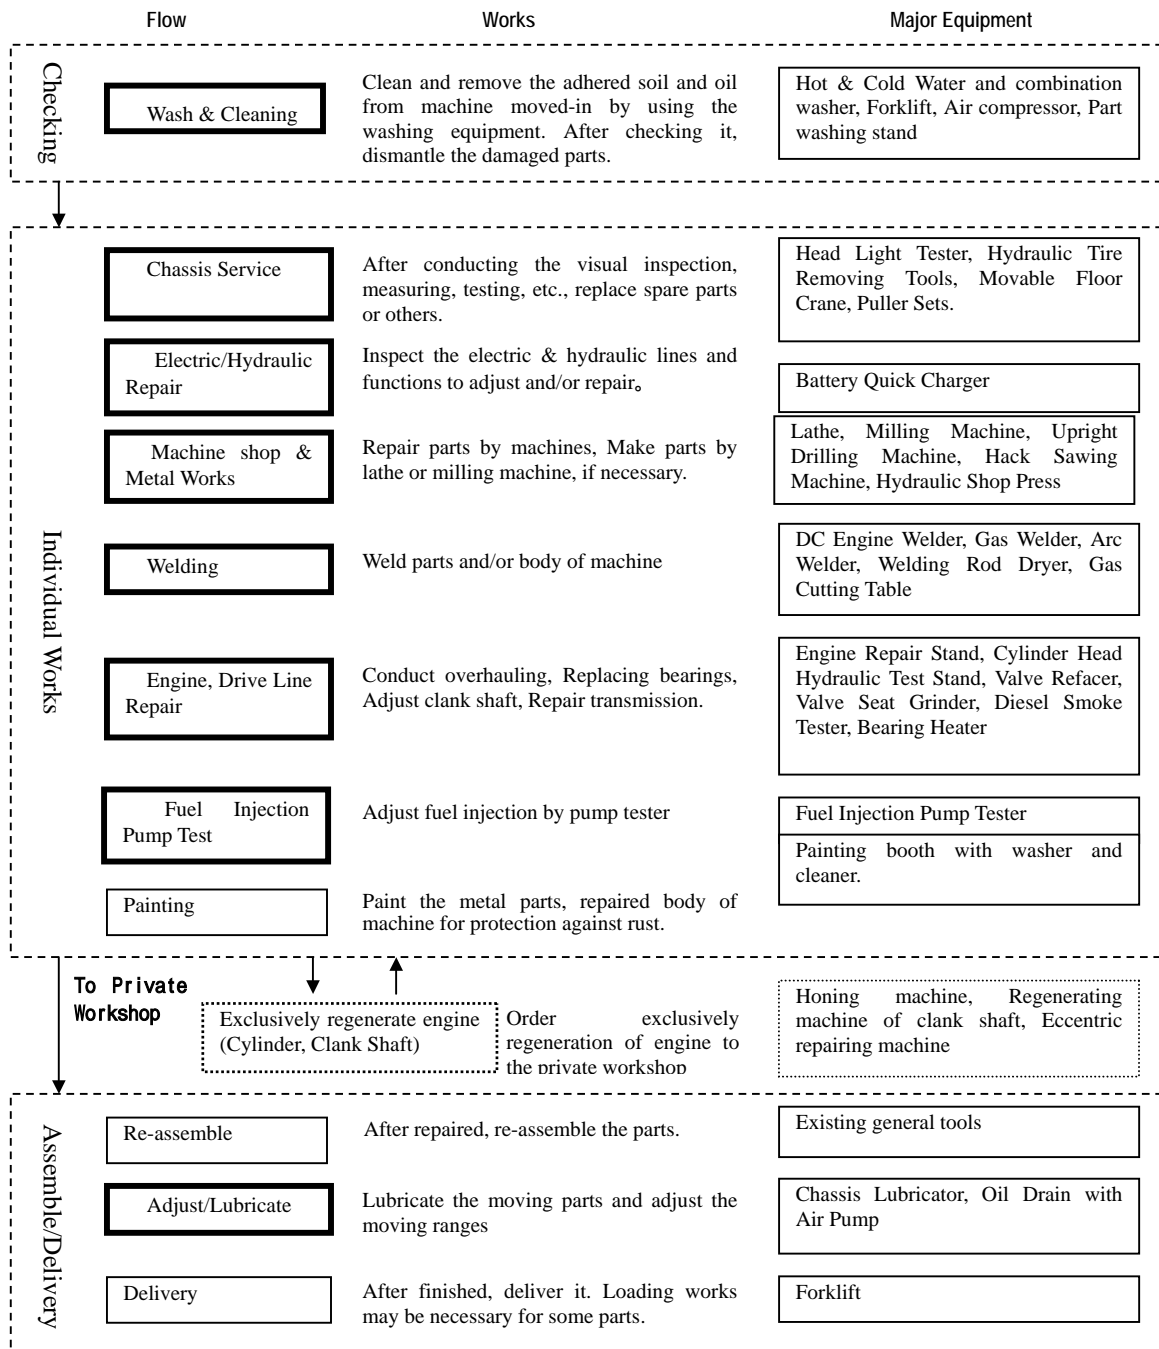 Flow Works Major Equipment
Checking
Wash & Cleaning
Clean and remove the adhered soil and oil
from machine moved-in by using the
washing equipment. After checking it,
dismantle the damaged parts.
Hot & Cold Water and combination
washer, Forklift, Air compressor, Part
washing stand
Individual Works
Chassis Service
After conducting the visual inspection,
measuring, testing, etc., replace spare parts
or others.
Head Light Tester, Hydraulic Tire
Removing Tools, Movable Floor
Crane, Puller Sets.
Electric/Hydraulic
Repair
Inspect the electric & hydraulic lines and
functions to adjust and/or repair。
Battery Quick Charger
Machine shop &
Metal Works
Repair parts by machines, Make parts by
lathe or milling machine, if necessary.
Lathe, Milling Machine, Upright
Drilling Machine, Hack Sawing
Machine, Hydraulic Shop Press
Welding
Weld parts and/or body of machine
DC Engine Welder, Gas Welder, Arc
Welder, Welding Rod Dryer, Gas
Cutting Table
Engine, Drive Line
Repair
Conduct overhauling, Replacing bearings,
Adjust clank shaft, Repair transmission.
Engine Repair Stand, Cylinder Head
Hydraulic Test Stand, Valve Refacer,
Valve Seat Grinder, Diesel Smoke
Tester, Bearing Heater
Fuel Injection
Pump Test
Adjust fuel injection by pump tester
Fuel Injection Pump Tester
Painting
Paint the metal parts, repaired body of
machine for protection against rust.
Painting booth with washer and
cleaner.
To Private
Workshop
Exclusively regenerate engine
(Cylinder, Clank Shaft)
Order exclusively
regeneration of engine to
the private workshop
Honing machine, Regenerating
machine of clank shaft, Eccentric
repairing machine
Assemble/Delivery
Re-assemble
After repaired, re-assemble the parts.
Existing general tools
Adjust/Lubricate
Lubricate the moving parts and adjust the
moving ranges
Chassis Lubricator, Oil Drain with
Air Pump
Delivery
After finished, deliver it. Loading works
may be necessary for some parts.
Forklift